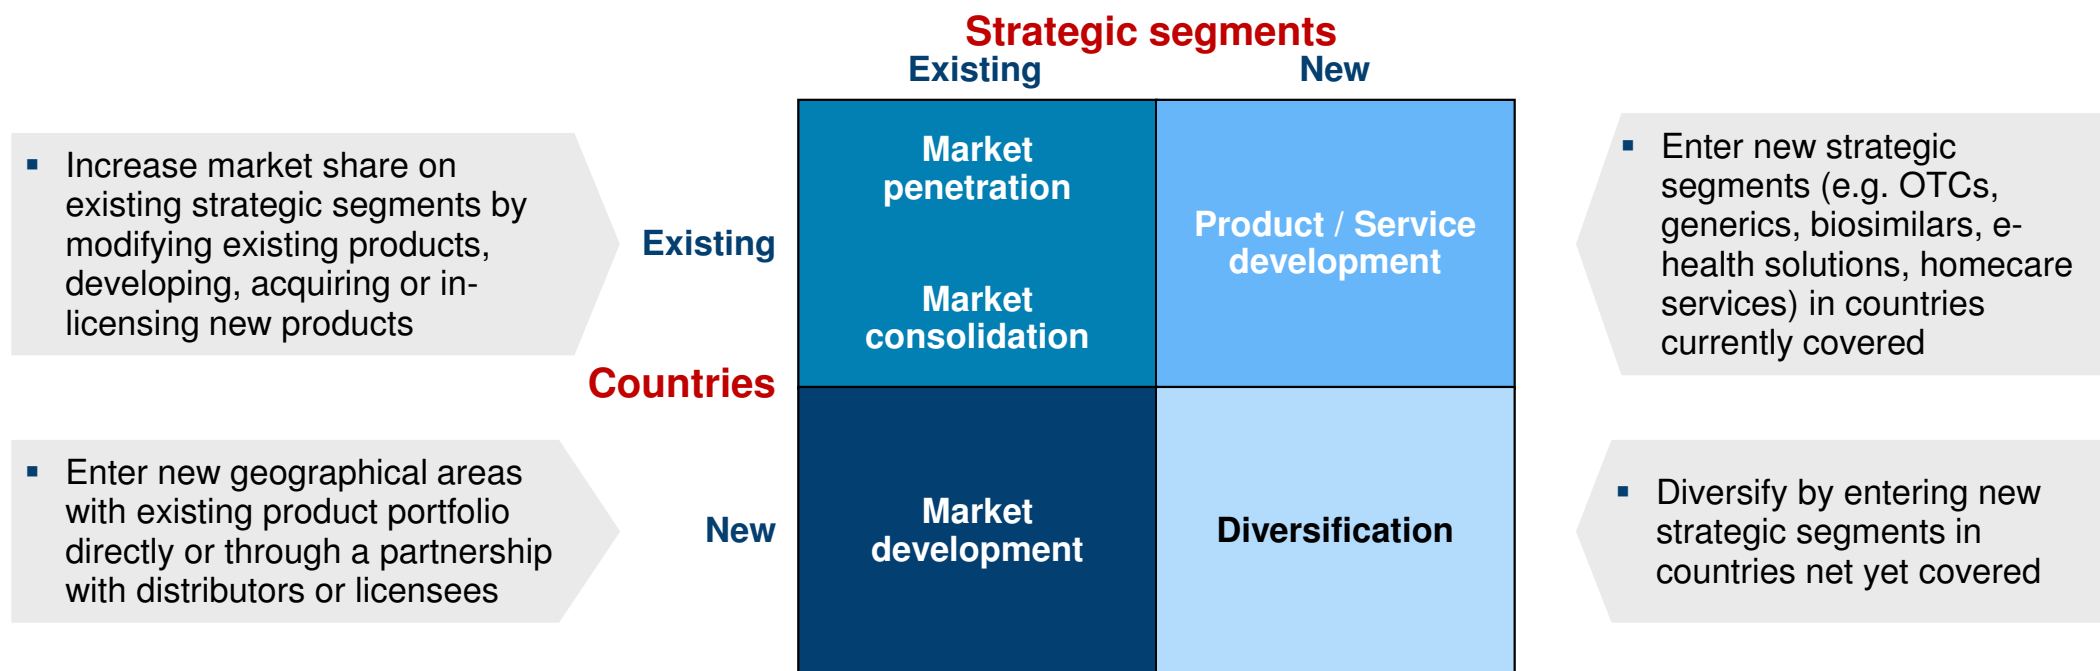 Strategic segments
Existing
New
▪ Increase market share on
existing strategic segments by
modifying existing products,
developing, acquiring or in-
licensing new products
Existing
Market
penetration
Market
consolidation
Product / Service
development
▪ Enter new strategic
segments (e.g. OTCs,
generics, biosimilars, e-
health solutions, homecare
services) in countries
currently covered
Countries
▪ Enter new geographical areas
with existing product portfolio
directly or through a partnership
with distributors or licensees
New
Market
development
Diversification
▪ Diversify by entering new
strategic segments in
countries net yet covered